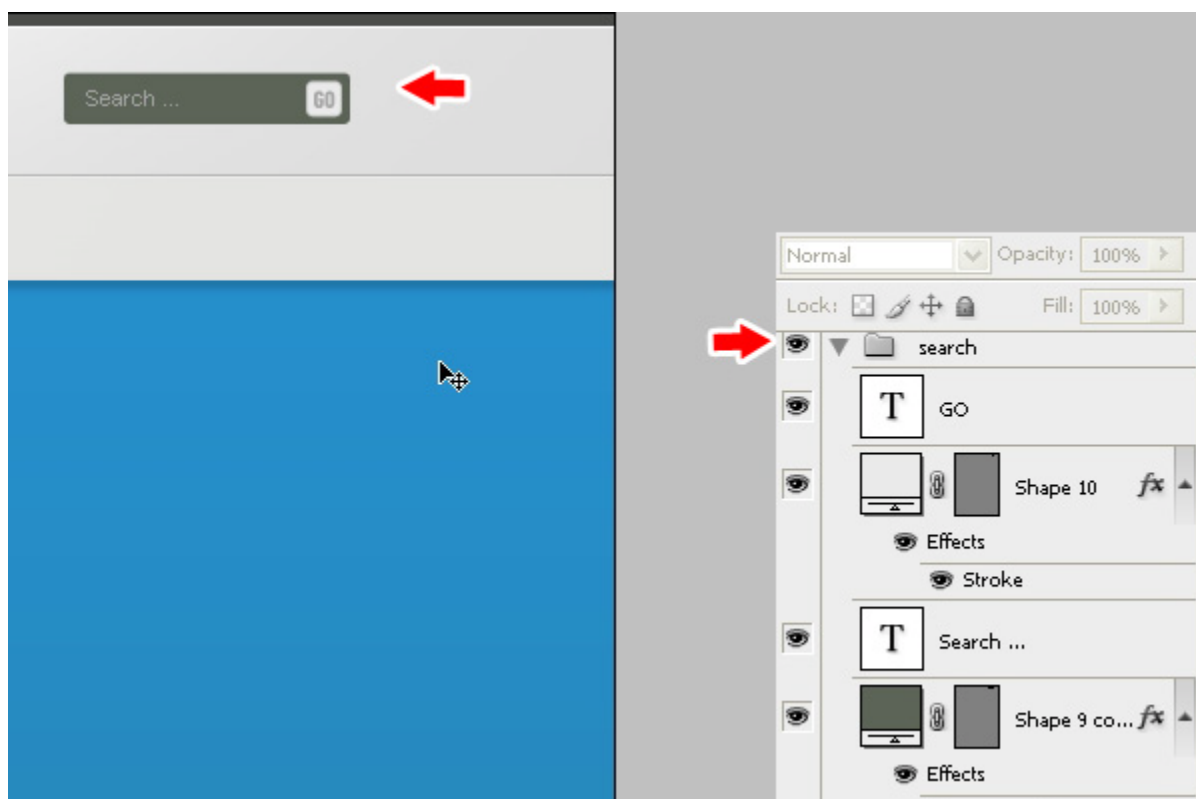 Search ... GO
Normal Opacity: 100%
Lock: Fill: 100%
search
T GO
Shape 10 fx
Effects
Stroke
T Search ...
Shape 9 co... fx
Effects